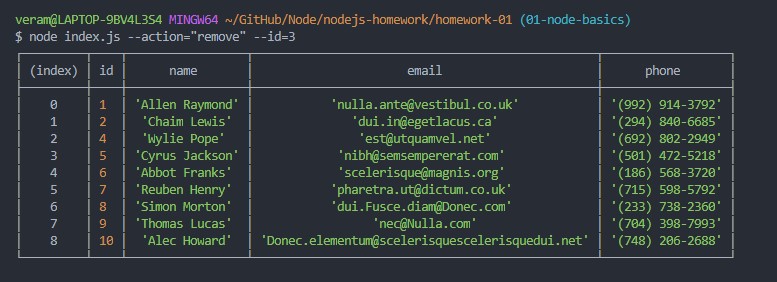 veram@LAPTOP-9BV4L3S4 MINGW64 ~/GitHub/Node/nodejs-homework/homework-01 (01-node-basics)
$ node index.js --action="remove" --id=3
(index) id name email phone
0 1 'Allen Raymond' 'nulla.ante@vestibul.co.uk' '(992) 914-3792'
1 2 'Chaim Lewis' 'dui.in@egetlacus.ca' '(294) 840-6685'
2 4 'Wylie Pope' 'est@utquamvel.net' '(692) 802-2949'
3 5 'Cyrus Jackson' 'nibh@semsempererat.com' '(501) 472-5218'
4 6 'Abbot Franks' 'scelerisque@magnis.org' '(186) 568-3720'
5 7 'Reuben Henry' 'pharetra.ut@dictum.co.uk' '(715) 598-5792'
6 8 'Simon Morton' 'dui.Fusce.diam@Donec.com' '(233) 738-2360'
7 9 'Thomas Lucas' 'nec@Nulla.com' '(704) 398-7993'
8 10 'Alec Howard' 'Donec.elementum@scelerisquescelerisquedui.net' '(748) 206-2688'